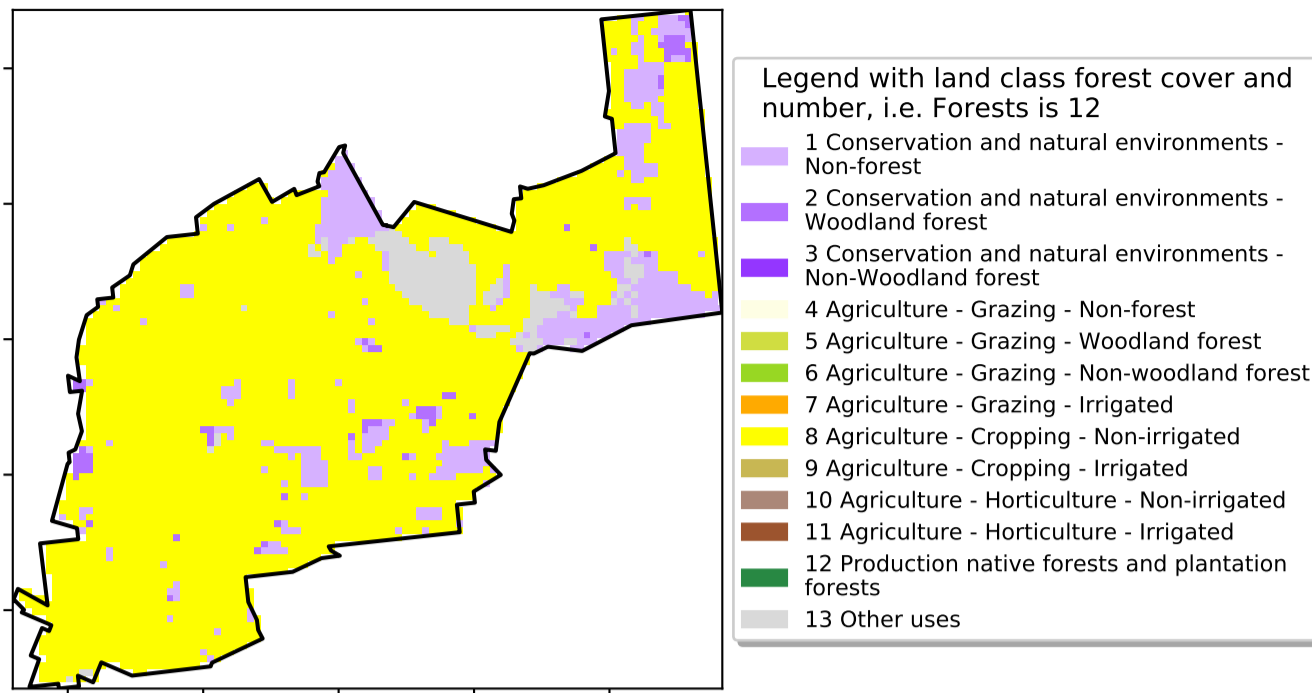 Legend with land class forest cover and
number, i.e. Forests is 12
1 Conservation and natural environments -
Non-forest
2 Conservation and natural environments -
Woodland forest
3 Conservation and natural environments -
Non-Woodland forest
4 Agriculture - Grazing - Non-forest
5 Agriculture - Grazing - Woodland forest
6 Agriculture - Grazing - Non-woodland forest
7 Agriculture - Grazing - Irrigated
8 Agriculture - Cropping - Non-irrigated
9 Agriculture - Cropping - Irrigated
10 Agriculture - Horticulture - Non-irrigated
11 Agriculture - Horticulture - Irrigated
12 Production native forests and plantation
forests
13 Other uses